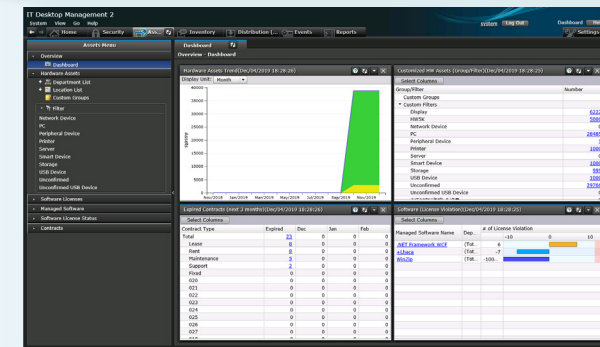 IT Desktop Management 2
System View Go Help
system Log Out Dashboard
Home Security Ass... Inventory Distribution (... Events Reports Settings
Assets Menu
Overview
Dashboard
Hardware Assets
Department List
Location List
Custom Groups
Filter
Network Device
PC
Peripheral Device
Printer
Server
Smart Device
Storage
USB Device
Unconfirmed
Unconfirmed USB Device
Software Licenses
Managed Software
Software License Status
Contracts
Dashboard
Overview - Dashboard
Hardware Assets Trend(Dec/04/2019 18:28:26)
Display Unit: Month
40000
35000
30000
25000
20000
15000
10000
5000
0
Nov/2018 Jan/2019 Mar/2019 May/2019 Jul/2019 Sep/2019 Nov/2019
Customized HW Assets (Group/Filter)(Dec/04/2019 18:28:25)
Select Columns
Group/Filter Number
Custom Groups
Custom Filters
Display
HWSK
Network Device
PC
Peripheral Device
Printer
Server
Smart Device
Storage
USB Device
Unconfirmed
Unconfirmed USB Device
Expired Contracts (Next 3 months)(Dec/04/2019 18:28:26)
Select Columns
Contract Type Expired Dec Jan Feb
Total 23 0 0 0
Lease 8 0 0 0
Rent 8 0 0 0
Maintenance 5 0 0 0
Support 2 0 0 0
Fixed 0 0 0 0
020 0 0 0 0
021 0 0 0 0
022 0 0 0 0
023 0 0 0 0
024 0 0 0 0
025 0 0 0 0
026 0 0 0 0
027 0 0 0 0
Software (License Violation)(Dec/04/2019 18:28:25)
Select Columns
Managed Software Name Dep... # of License Violation
-10 0 10
.NET Framework WCF (Tot... 6
(Tot... -7
WinZip (Tot... -100...